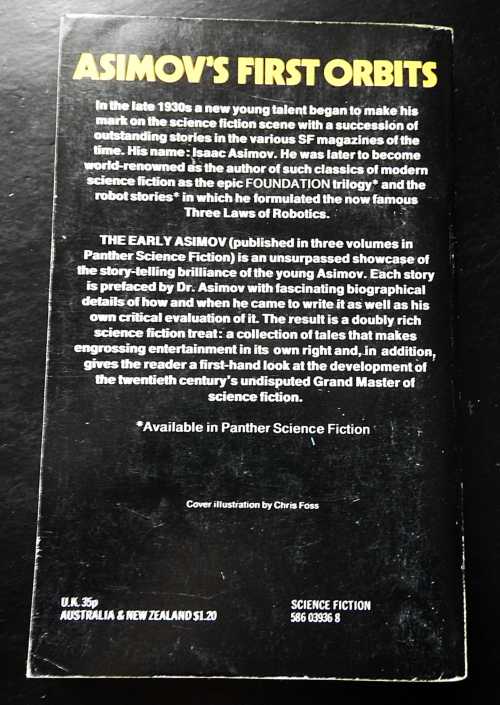 ASIMOV'S FIRST ORBITS
In the late 1930s a new young talent began to make his
mark on the science fiction scene with a succession of
outstanding stories in the various SF magazines of the
time. His name: Isaac Asimov. He was later to become
world-renowned as the author of such classics of modern
science fiction as the epic FOUNDATION trilogy* and the
robot stories* in which he formulated the now famous
Three Laws of Robotics.
THE EARLY ASIMOV (published in three volumes in
Panther Science Fiction) is an unsurpassed showcase of
the story-telling brilliance of the young Asimov. Each story
is prefaced by Dr. Asimov with fascinating biographical
details of how and when he came to write it as well as his
own critical evaluation of it. The result is a doubly rich
science fiction treat: a collection of tales that makes
engrossing entertainment in its own right and, in addition,
gives the reader a first-hand look at the development of
the twentieth century's undisputed Grand Master of
science fiction.
*Available in Panther Science Fiction
Cover illustration by Chris Foss
U.K. 35p
AUSTRALIA & NEW ZEALAND $1.20
SCIENCE FICTION
586 03936 8